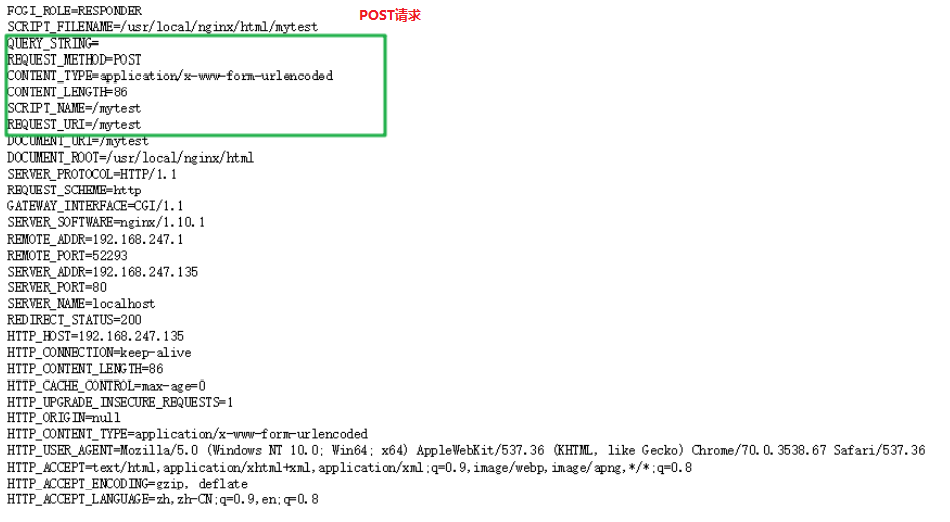 FCGI_ROLE=RESPONDER
POST请求
SCRIPT_FILENAME=/usr/local/nginx/html/mytest
QUERY_STRING=
REQUEST_METHOD=POST
CONTENT_TYPE=application/x-www-form-urlencoded
CONTENT_LENGTH=86
SCRIPT_NAME=/mytest
REQUEST_URI=/mytest
DOCUMENT_URI=/mytest
DOCUMENT_ROOT=/usr/local/nginx/html
SERVER_PROTOCOL=HTTP/1.1
REQUEST_SCHEME=http
GATEWAY_INTERFACE=CGI/1.1
SERVER_SOFTWARE=nginx/1.10.1
REMOTE_ADDR=192.168.247.1
REMOTE_PORT=52293
SERVER_ADDR=192.168.247.135
SERVER_PORT=80
SERVER_NAME=localhost
REDIRECT_STATUS=200
HTTP_HOST=192.168.247.135
HTTP_CONNECTION=keep-alive
HTTP_CONTENT_LENGTH=86
HTTP_CACHE_CONTROL=max-age=0
HTTP_UPGRADE_INSECURE_REQUESTS=1
HTTP_ORIGIN=null
HTTP_CONTENT_TYPE=application/x-www-form-urlencoded
HTTP_USER_AGENT=Mozilla/5.0 (Windows NT 10.0; Win64; x64) AppleWebKit/537.36 (KHTML, like Gecko) Chrome/70.0.3538.67 Safari/537.36
HTTP_ACCEPT=text/html,application/xhtml+xml,application/xml;q=0.9,image/webp,image/apng,*/*;q=0.8
HTTP_ACCEPT_ENCODING=gzip, deflate
HTTP_ACCEPT_LANGUAGE=zh,zh-CN;q=0.9,en;q=0.8